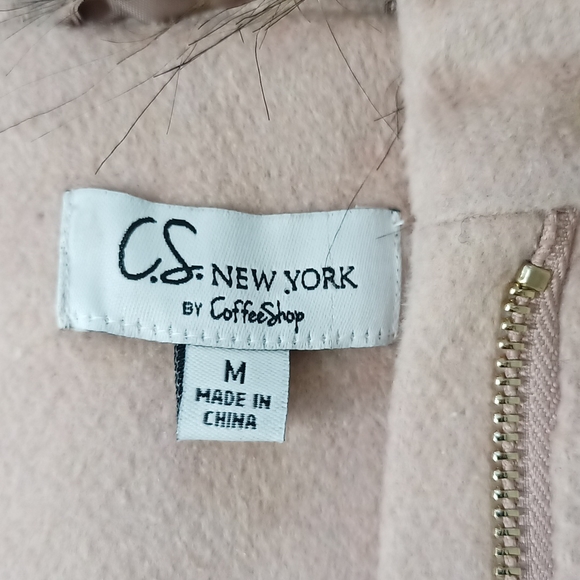 C.S. NEW YORK
BY CoffeeShop
M
MADE IN
CHINA